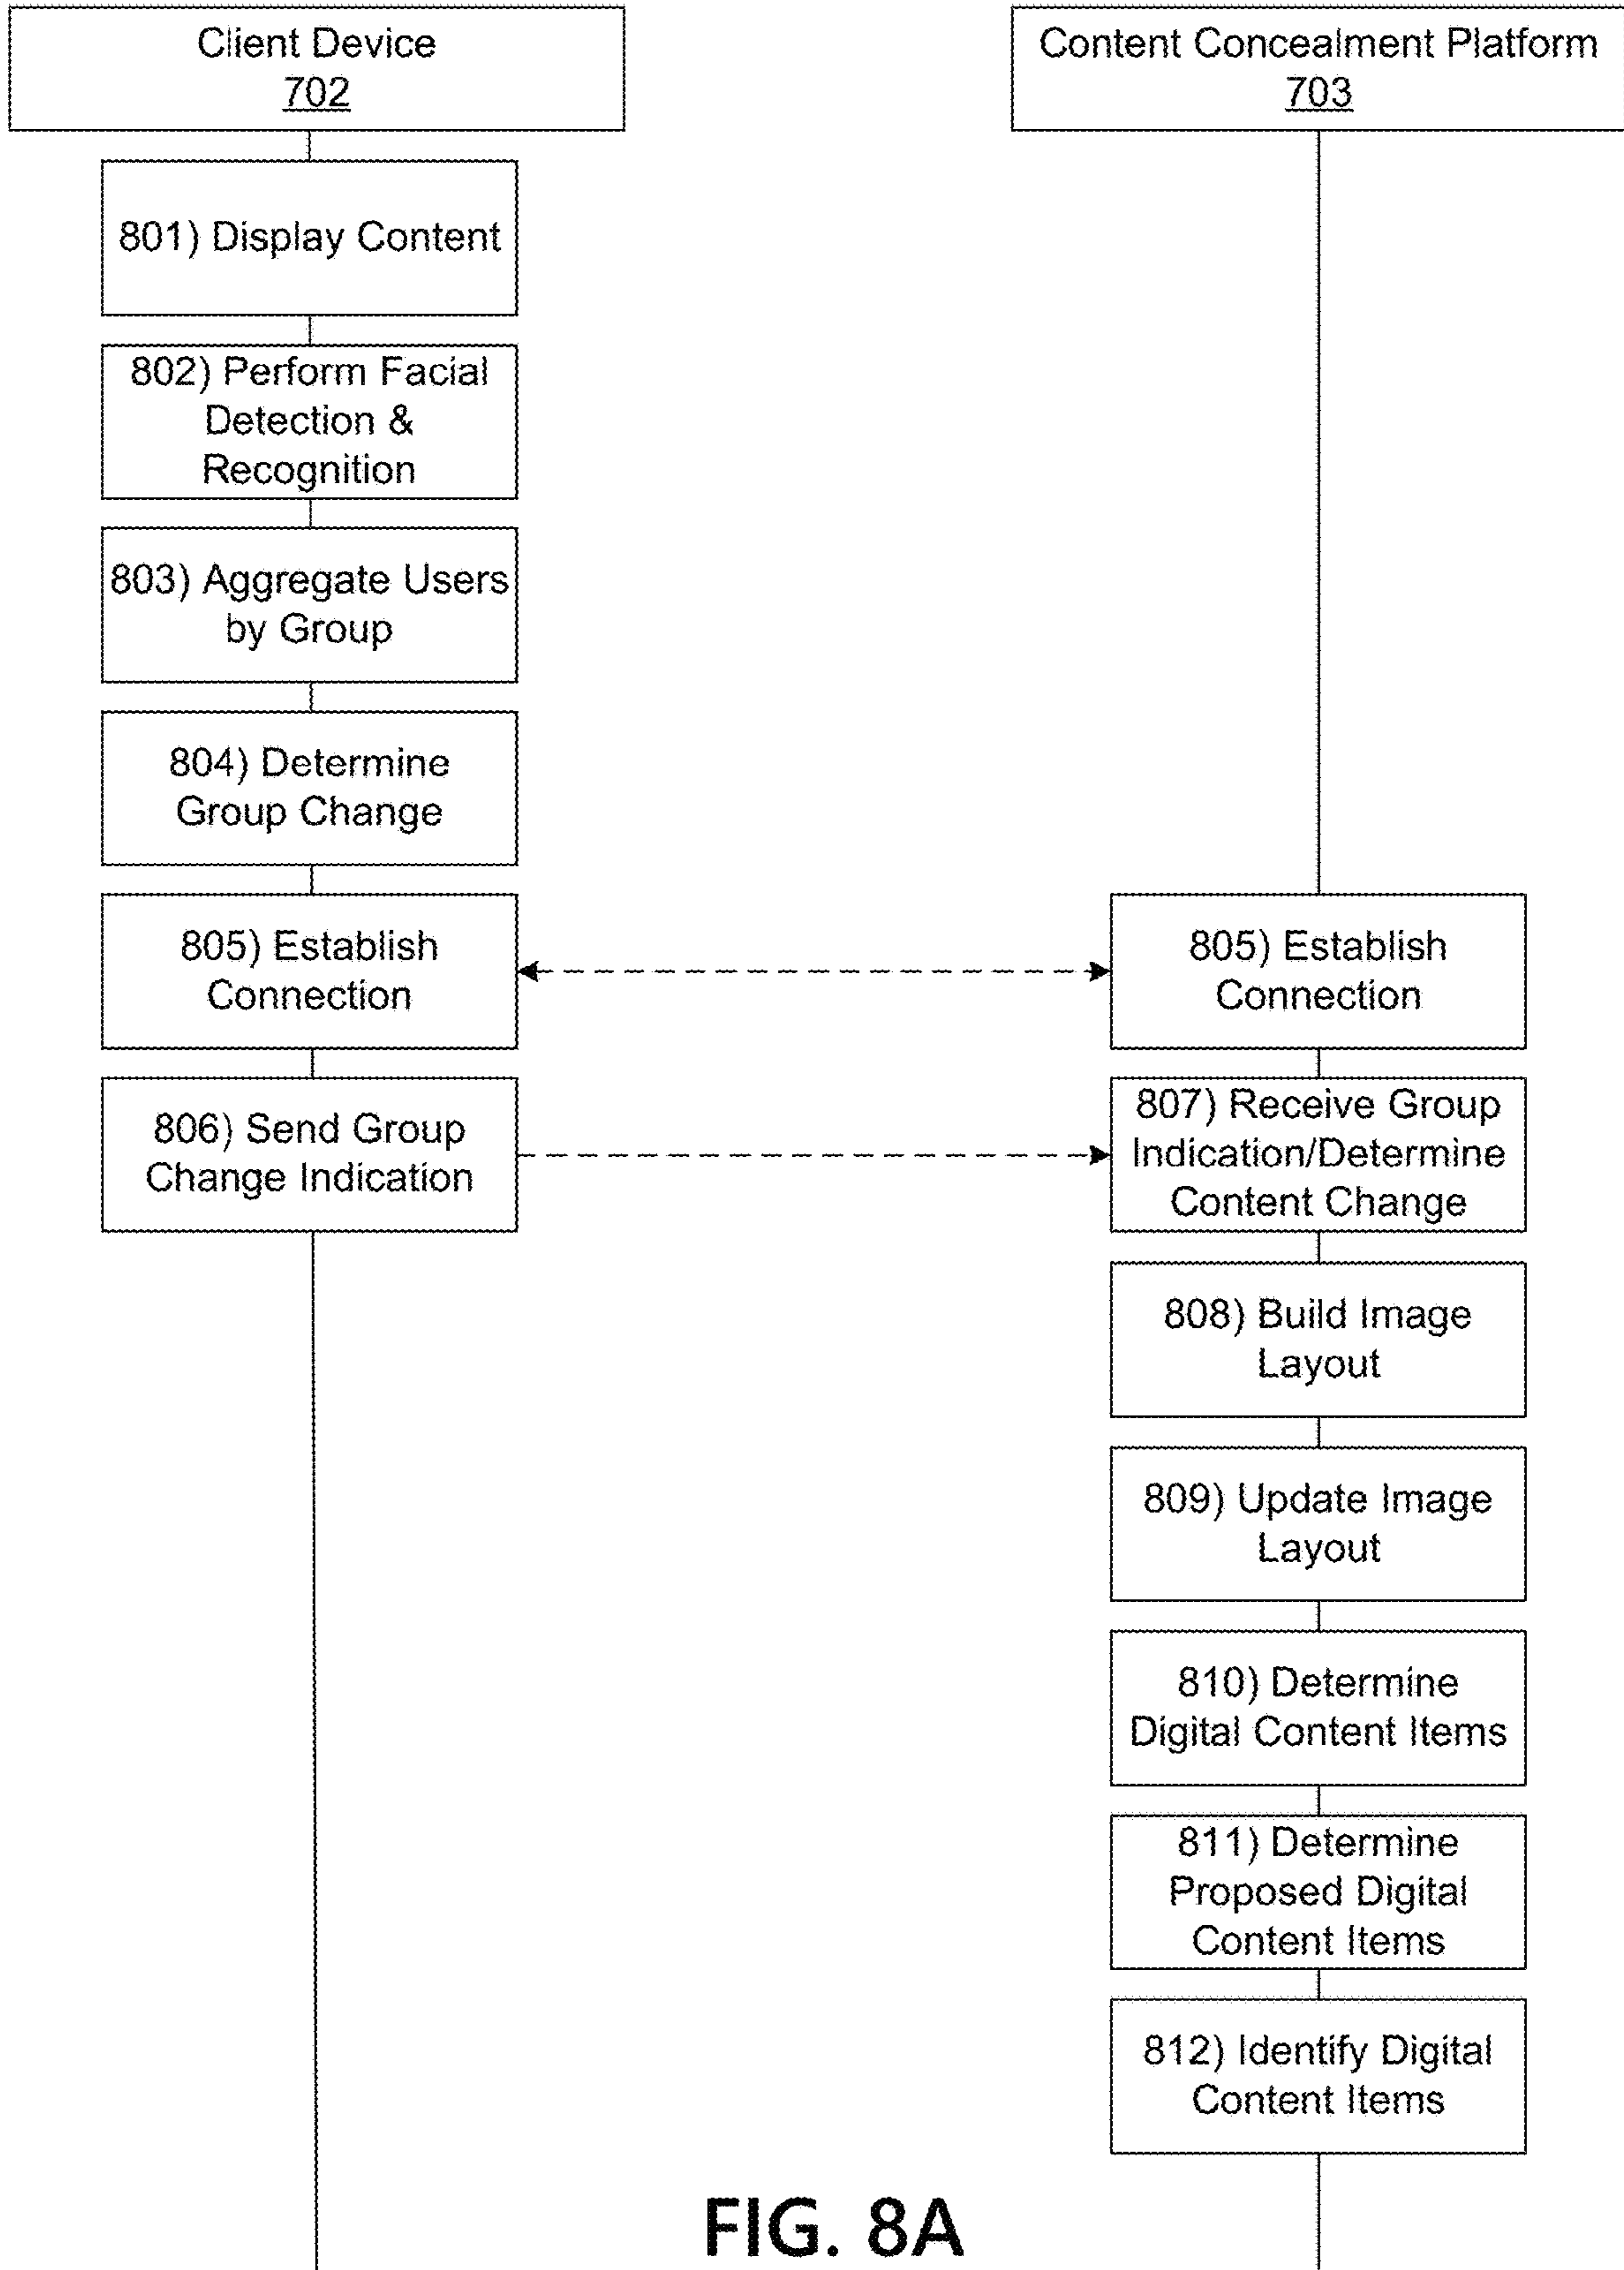 Client Device
702
Content Concealment Platform
703
801) Display Content
802) Perform Facial
Detection &
Recognition
803) Aggregate Users
by Group
804) Determine
Group Change
805) Establish
Connection
805) Establish
Connection
806) Send Group
Change Indication
807) Receive Group
Indication/Determine
Content Change
808) Build Image
Layout
809) Update Image
Layout
810) Determine
Digital Content Items
811) Determine
Proposed Digital
Content Items
812) Identify Digital
Content Items
FIG. 8A